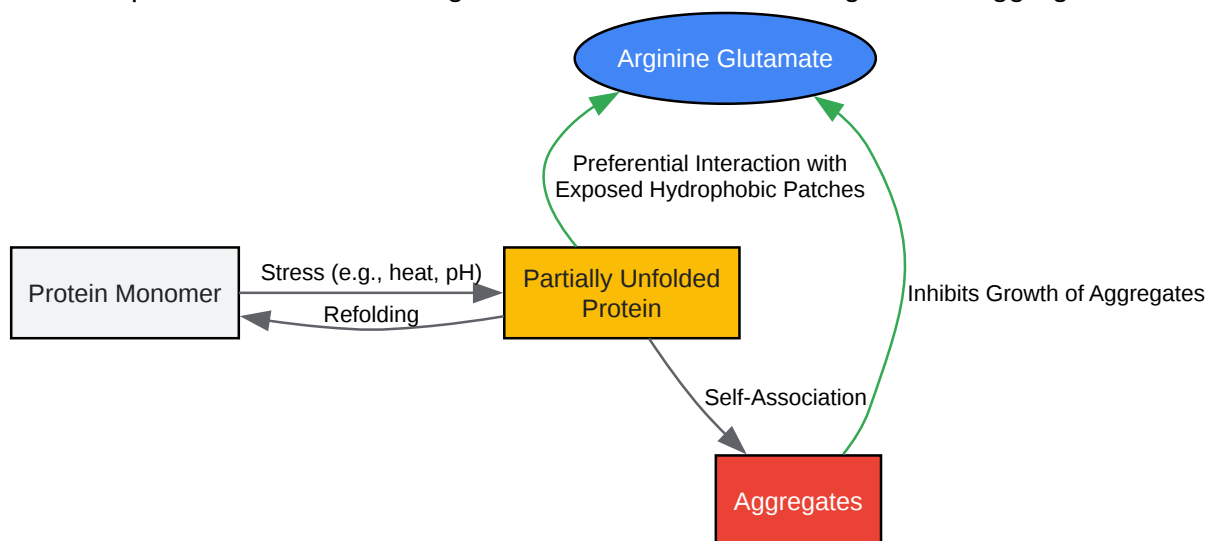 Arginine Glutamate
Preferential Interaction with
Exposed Hydrophobic Patches
Protein Monomer
Stress (e.g., heat, pH)
Refolding
Partially Unfolded
Protein
Inhibits Growth of Aggregates
Self-Association
Aggregates